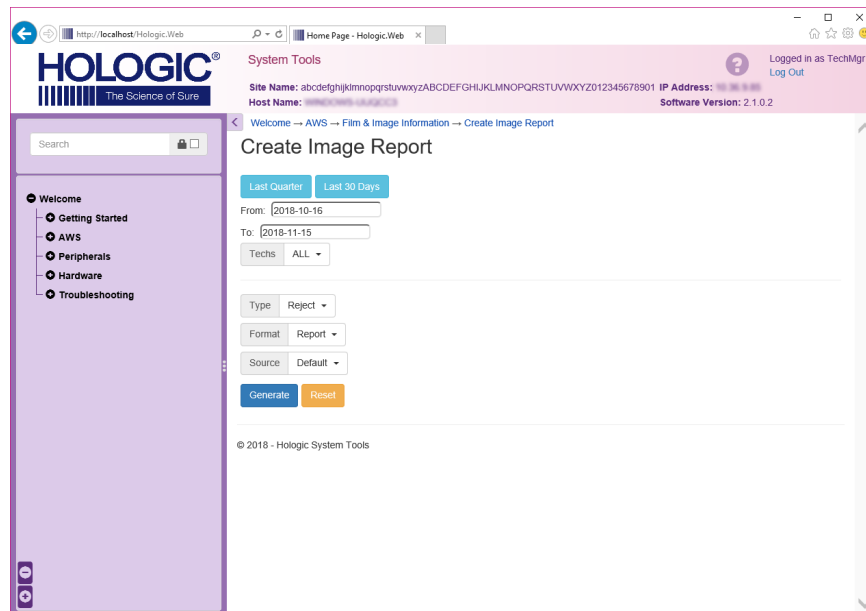 http://localhost/Hologic.Web
Home Page - Hologic.Web
HOLOGIC®
The Science of Sure
System Tools
Logged in as TechMgr
Log Out
Site Name: abcdefghijklmnopqrstuvwxyzABCDEFGHIJKLMNOPQRSTUVWXYZ012345678901 IP Address:
Host Name: Software Version: 2.1.0.2
Welcome → AWS → Film & Image Information → Create Image Report
Search
Create Image Report
Last Quarter Last 30 Days
From: 2018-10-16
To: 2018-11-15
Techs ALL
Welcome
Getting Started
AWS
Peripherals
Hardware
Troubleshooting
Type Reject
Format Report
Source Default
Generate Reset
© 2018 - Hologic System Tools